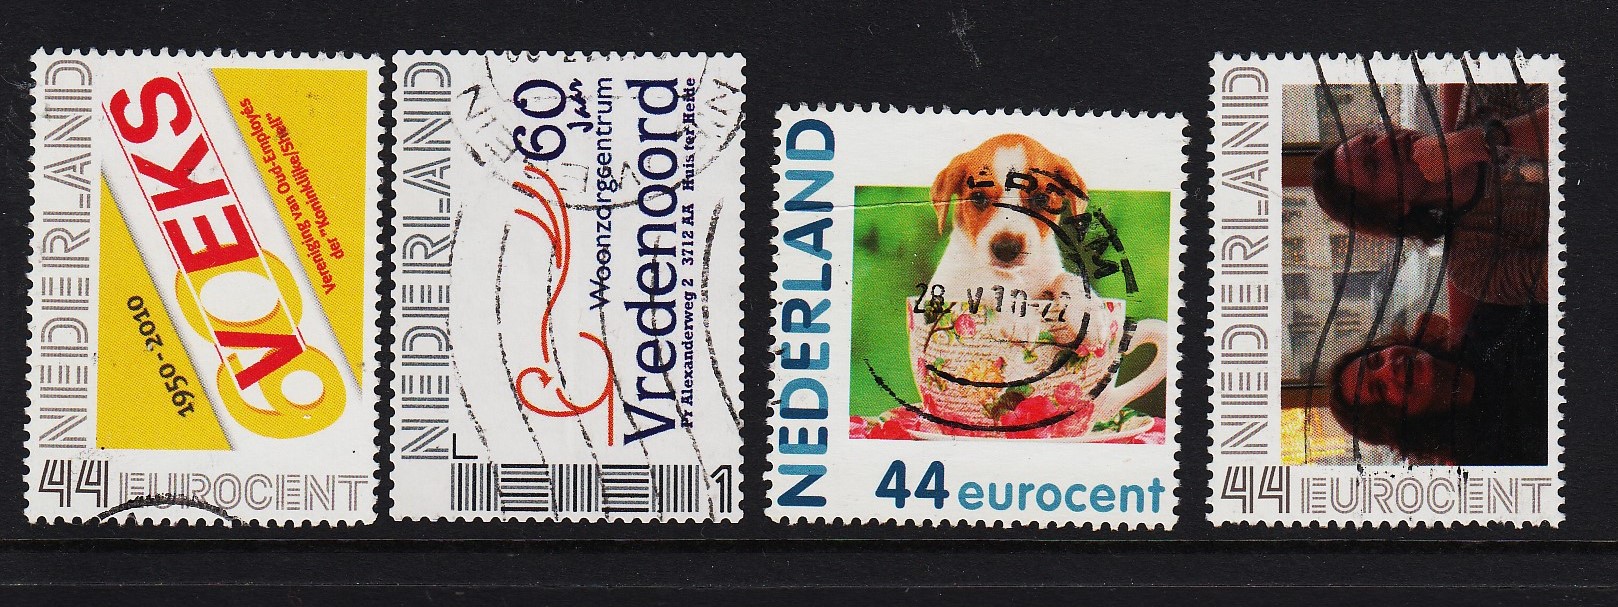 NEDERLAND
1950-2010
60
VOEKS
Vereniging van Oud-Employés
der "Koninklijke/Shell"
44 EUROCENT
NEDERLAND
60
Jaar
Woonzorgcentrum
Vredenoord
Pr Alexanderweg 2 3712 AA Huis ter Heide
1
NEDERLAND
28. V.10-22
44 eurocent
NEDERLAND
44 EUROCENT